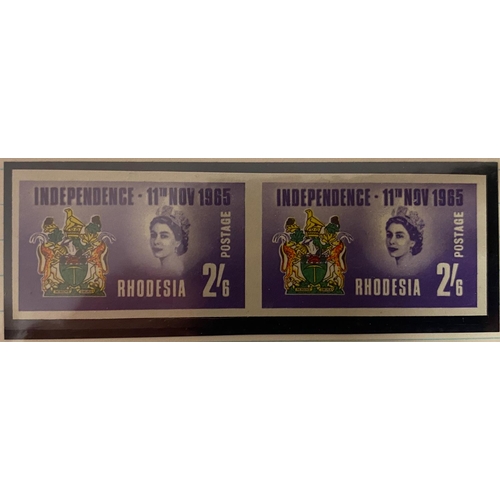 INDEPENDENCE · 11TH NOV 1965
POSTAGE
RHODESIA 2/6
INDEPENDENCE · 11TH NOV 1965
POSTAGE
RHODESIA 2/6